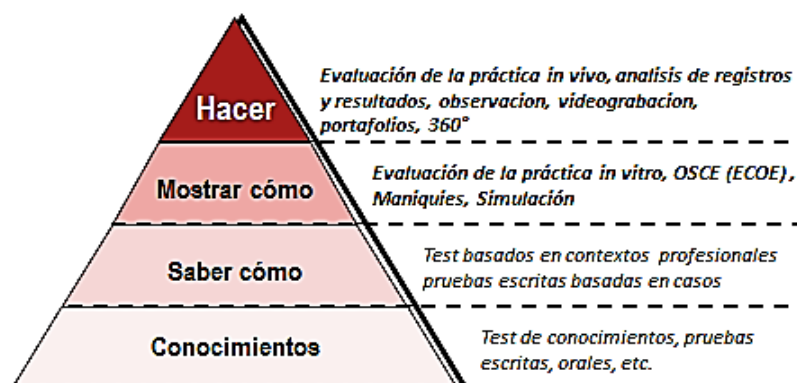 Hacer
Evaluación de la práctica in vivo, analisis de registros
y resultados, observacion, videograbacion,
portafolios, 360°
Mostrar cómo
Evaluación de la práctica in vitro, OSCE (ECOE) ,
Maniquies, Simulación
Saber cómo
Test basados en contextos profesionales
pruebas escritas basadas en casos
Conocimientos
Test de conocimientos, pruebas
escritas, orales, etc.